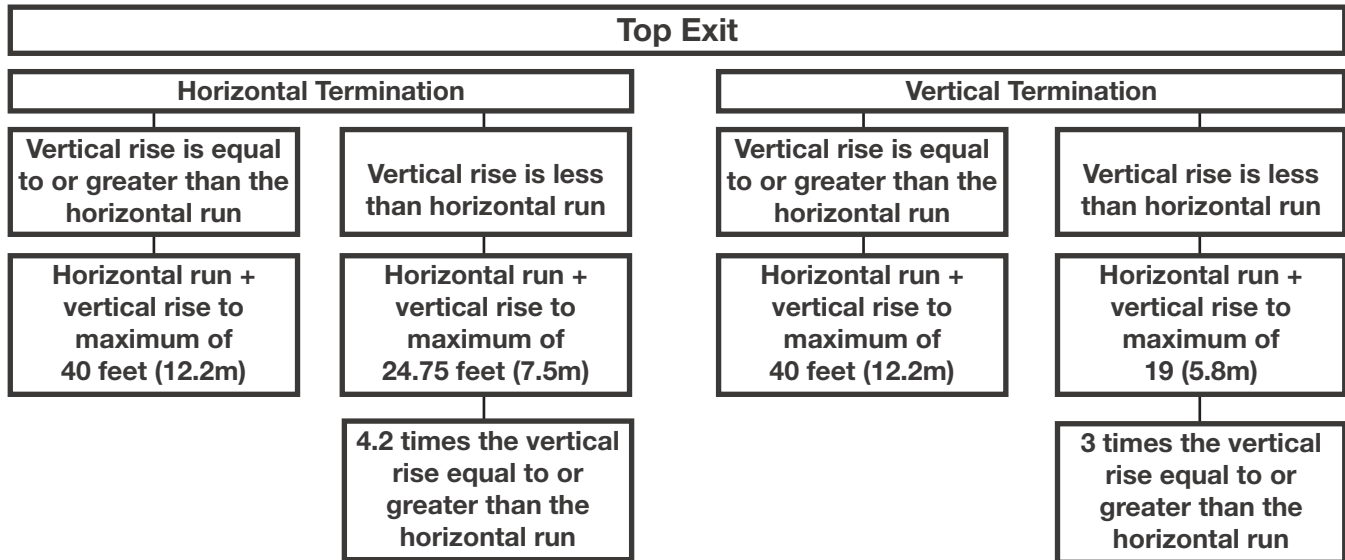 Top Exit
Horizontal Termination
Vertical Termination
Vertical rise is equal
to or greater than the
horizontal run
Vertical rise is less
than horizontal run
Vertical rise is equal
to or greater than the
horizontal run
Vertical rise is less
than horizontal run
Horizontal run +
vertical rise to
maximum of
40 feet (12.2m)
Horizontal run +
vertical rise to
maximum of
24.75 feet (7.5m)
Horizontal run +
vertical rise to
maximum of
40 feet (12.2m)
Horizontal run +
vertical rise to
maximum of
19 (5.8m)
4.2 times the vertical
rise equal to or
greater than the
horizontal run
3 times the vertical
rise equal to or
greater than the
horizontal run